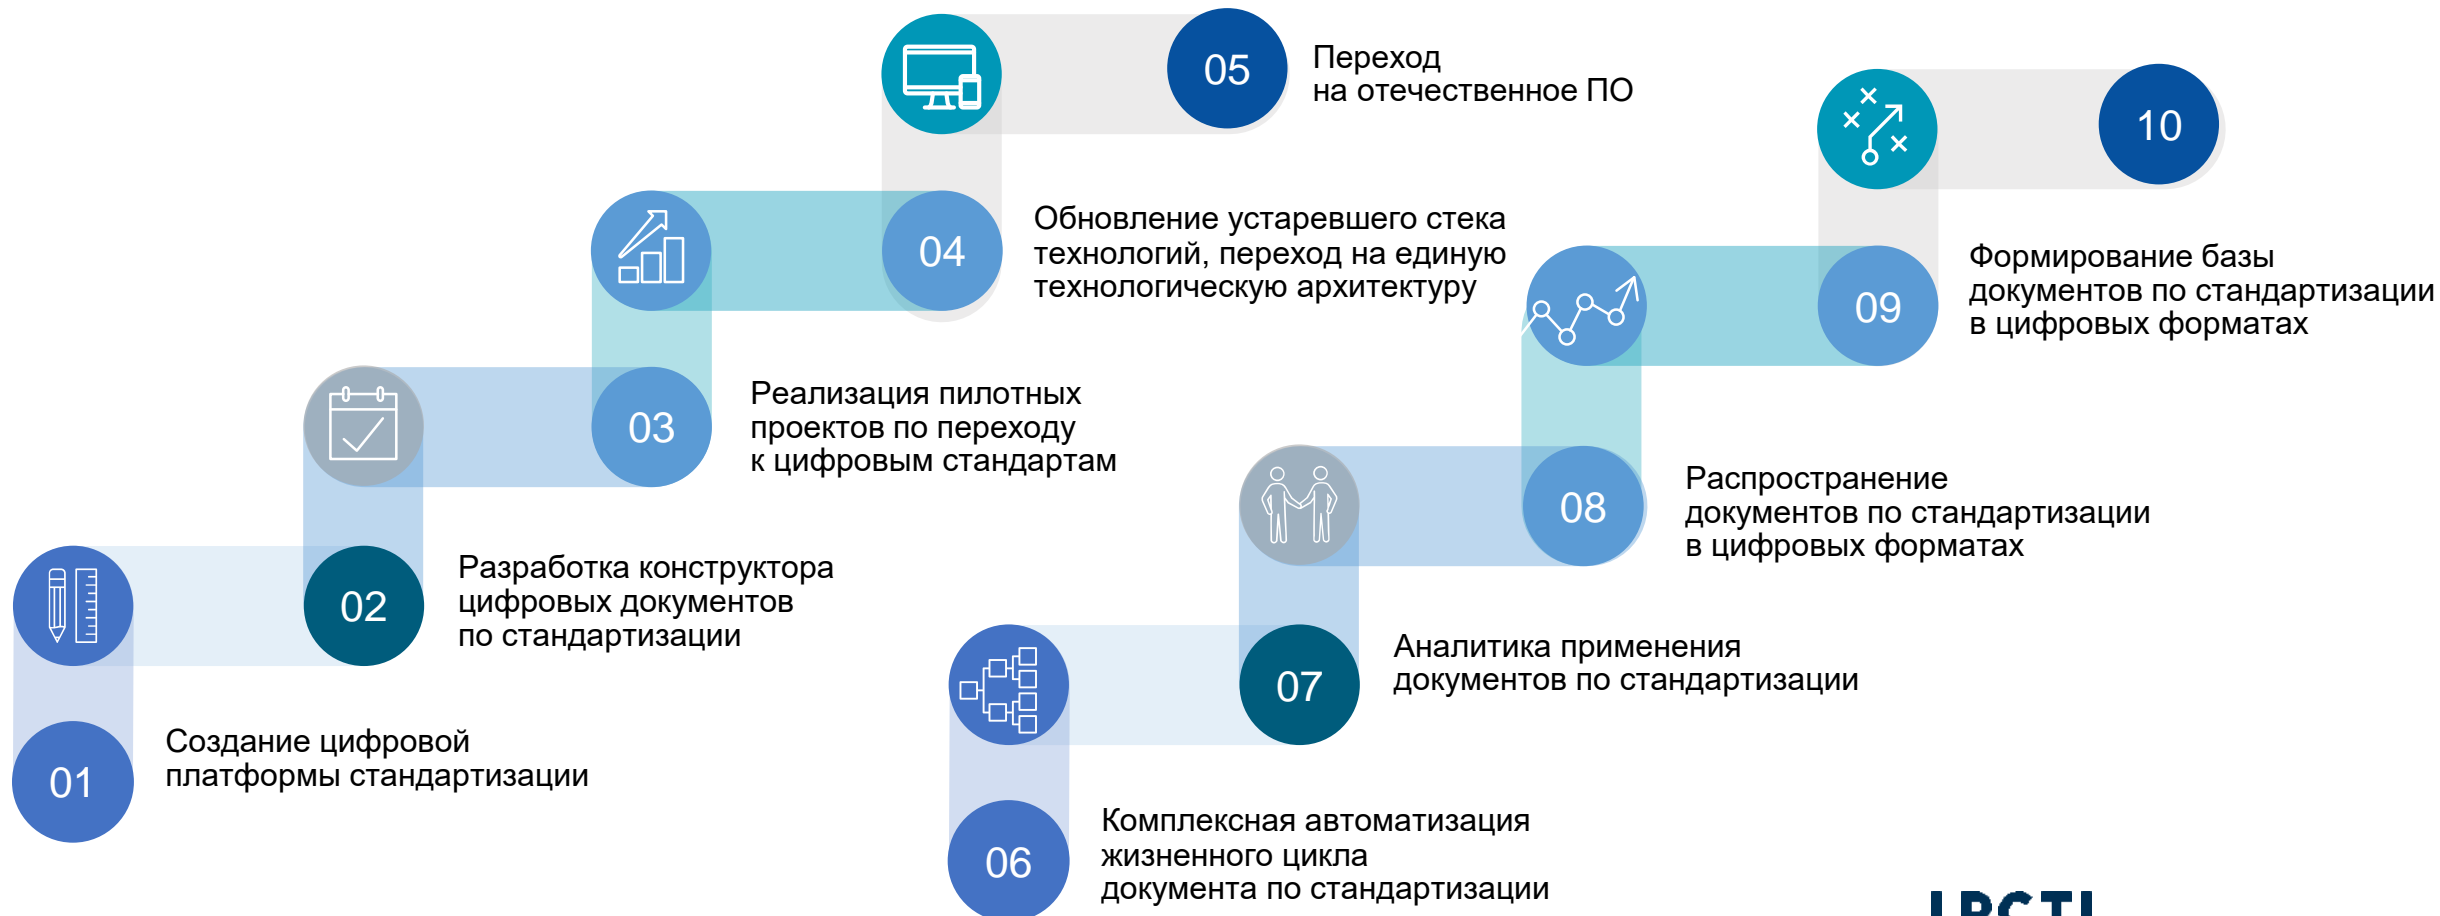 01
Создание цифровой
платформы стандартизации
02
Разработка конструктора
цифровых документов
по стандартизации
03
Реализация пилотных
проектов по переходу
к цифровым стандартам
04
Обновление устаревшего стека
технологий, переход на единую
технологическую архитектуру
05
Переход
на отечественное ПО
06
Комплексная автоматизация
жизненного цикла
документа по стандартизации
07
Аналитика применения
документов по стандартизации
08
Распространение
документов по стандартизации
в цифровых форматах
09
Формирование базы
документов по стандартизации
в цифровых форматах
10